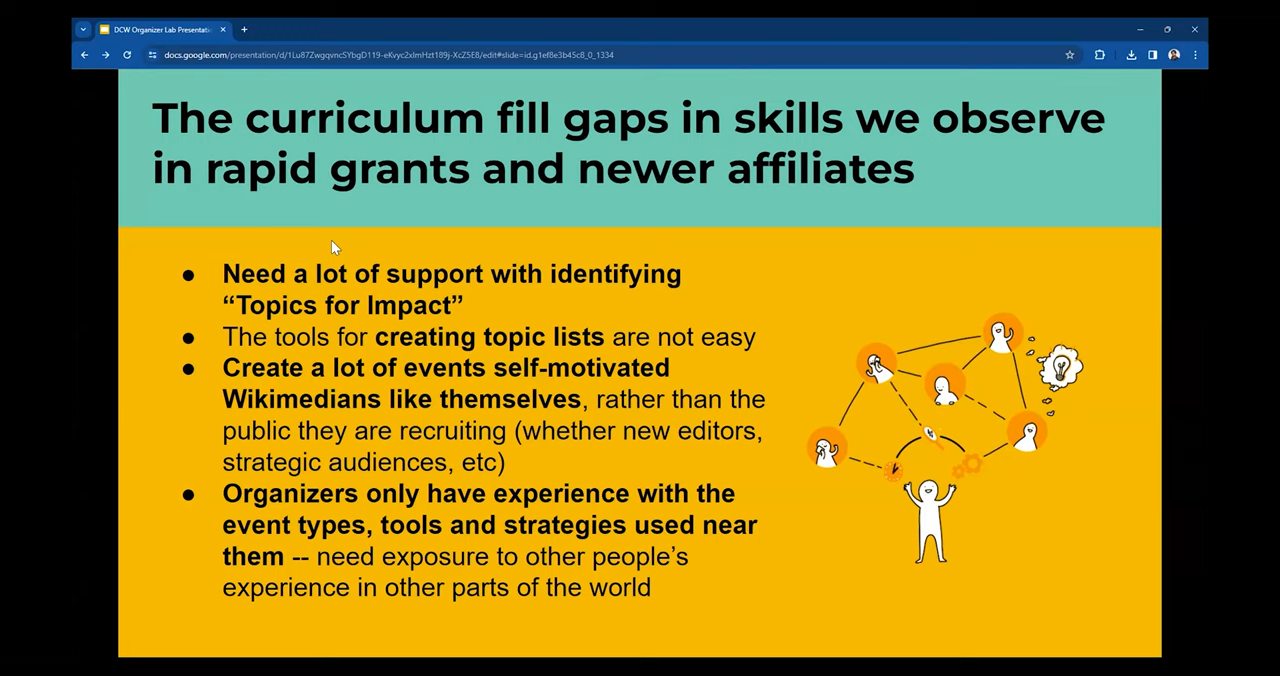 DCW Organizer Lab Presentatio
docs.google.com/presentation/d/1Lu87ZwgqvncSYbgD119-eKvyc2xlmHzt189j-XcZ5E8/edit#slide=id.g1ef8e3b45c8_0_1334
The curriculum fill gaps in skills we observe
in rapid grants and newer affiliates
● Need a lot of support with identifying
“Topics for Impact”
● The tools for creating topic lists are not easy
● Create a lot of events self-motivated
Wikimedians like themselves, rather than the
public they are recruiting (whether new editors,
strategic audiences, etc)
● Organizers only have experience with the
event types, tools and strategies used near
them -- need exposure to other people’s
experience in other parts of the world